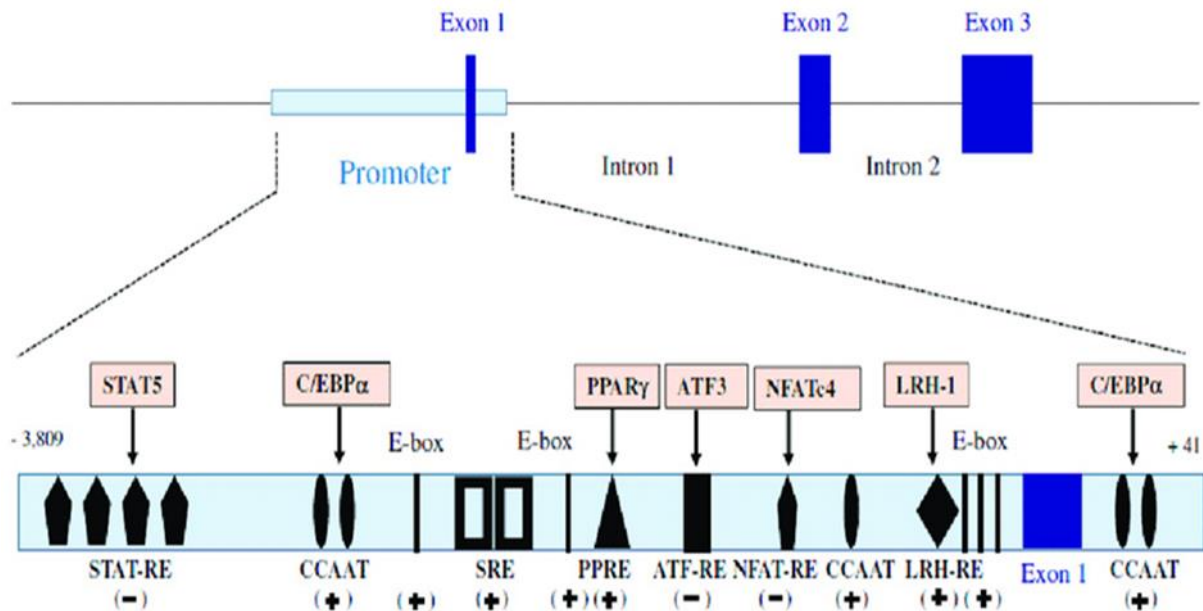 Exon 1 Exon 2 Exon 3
Promoter Intron 1 Intron 2
STAT5 C/EBPα PPARγ ATF3 NFATc4 LRH-1 C/EBPα
- 3,809 E-box E-box E-box + 41
STAT-RE CCAAT SRE PPRE ATF-RE NFAT-RE CCAAT LRH-RE Exon 1 CCAAT
(-) (+) (+) (+) (+) (+) (-) (-) (+) (+) (+) (+)